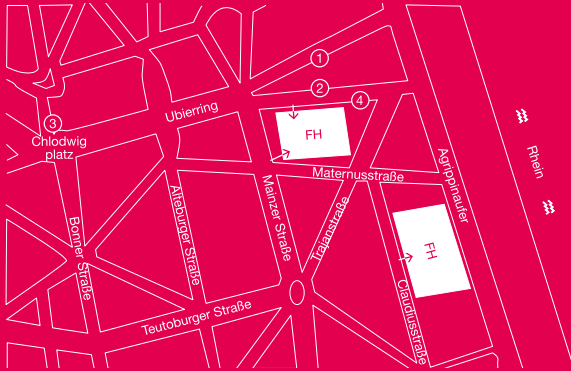 1
2
4
3
Ubierring
FH
Chlodwig
platz
Rhein
Maternusstraße
Agrippinaufer
Alteburger Straße
Mainzer Straße
Trajanstraße
Bonner Straße
FH
Claudiusstraße
Teutoburger Straße